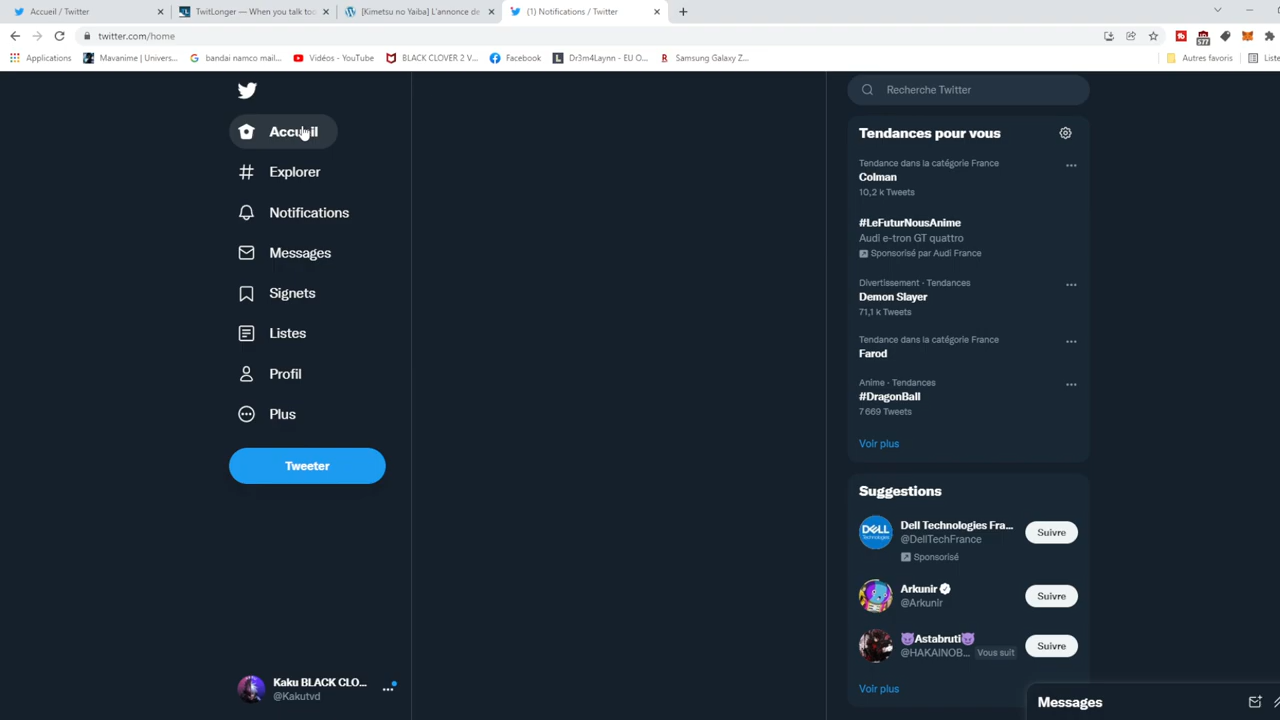 Accueil / Twitter
TwitLonger — When you talk too
[Kimetsu no Yaiba] L'annonce de
(1) Notifications / Twitter
twitter.com/home
577
Applications
Mavanime | Univers...
bandai namco mail...
Vidéos - YouTube
BLACK CLOVER 2 V...
Facebook
Dr3m4Laynn - EU O...
Samsung Galaxy Z...
Autres favoris
Liste
Accueil
Explorer
Notifications
Messages
Signets
Listes
Profil
Plus
Tweeter
Kaku BLACK CLO...
@Kakutvd
Recherche Twitter
Tendances pour vous
Tendance dans la catégorie France
Colman
10,2 k Tweets
#LeFuturNousAnime
Audi e-tron GT quattro
Sponsorisé par Audi France
Divertissement · Tendances
Demon Slayer
71,1 k Tweets
Tendance dans la catégorie France
Farod
Anime · Tendances
#DragonBall
7 669 Tweets
Voir plus
Suggestions
DELL
Technologies
Dell Technologies Fra...
@DellTechFrance
Sponsorisé
Suivre
Arkunir
@Arkunir
Suivre
😈Astabruti😈
@HAKAINOB... Vous suit
Suivre
Voir plus
Messages